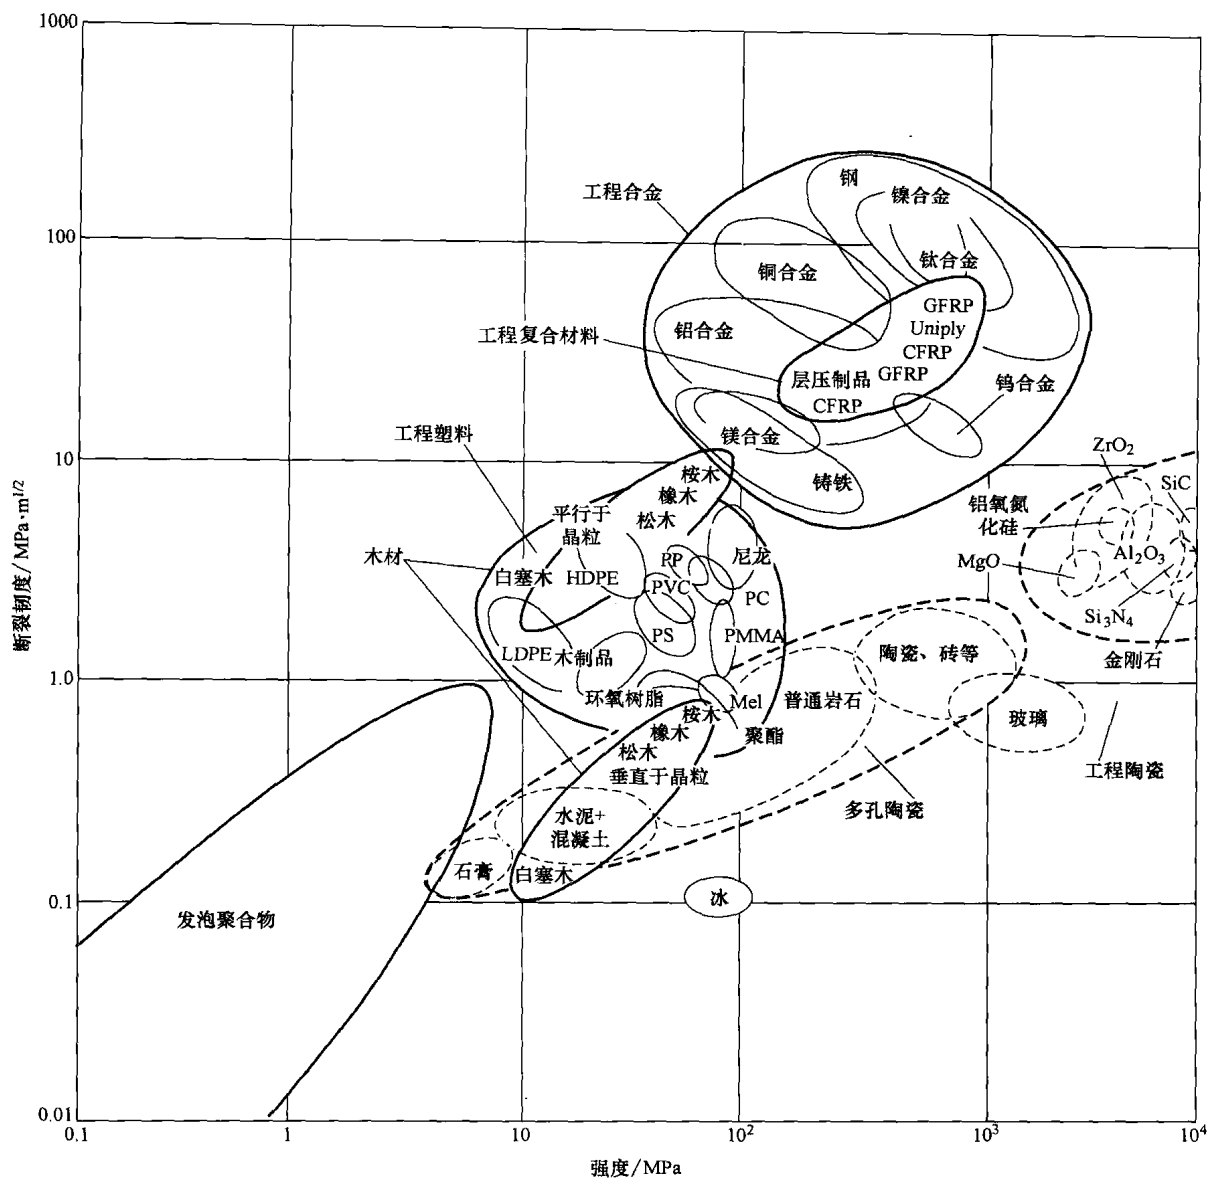 1000
钢
镍合金
工程合金
100
钛合金
铜合金
GFRP
Uniply
CFRP
铝合金
工程复合材料
层压制品
GFRP
钨合金
CFRP
工程塑料
镁合金
ZrO₂
10
桉木
铸铁
SiC
橡木
铝氧氮
化硅
平行于
晶粒
松木
断裂韧度/MPa·m^1/2
木材
PP
尼龙
MgO
Al₂O₃
白塞木
HDPE
PVC
PC
PS
PMMA
Si₃N₄
LDPE
木制品
陶瓷、砖等
金刚石
1.0
环氧树脂
Mel
普通岩石
桉木
玻璃
橡木
聚酯
松木
垂直于晶粒
工程陶瓷
多孔陶瓷
水泥+
混凝土
石膏
白塞木
0.1
冰
发泡聚合物
0.01
0.1
1
10
10²
10³
10⁴
强度/MPa